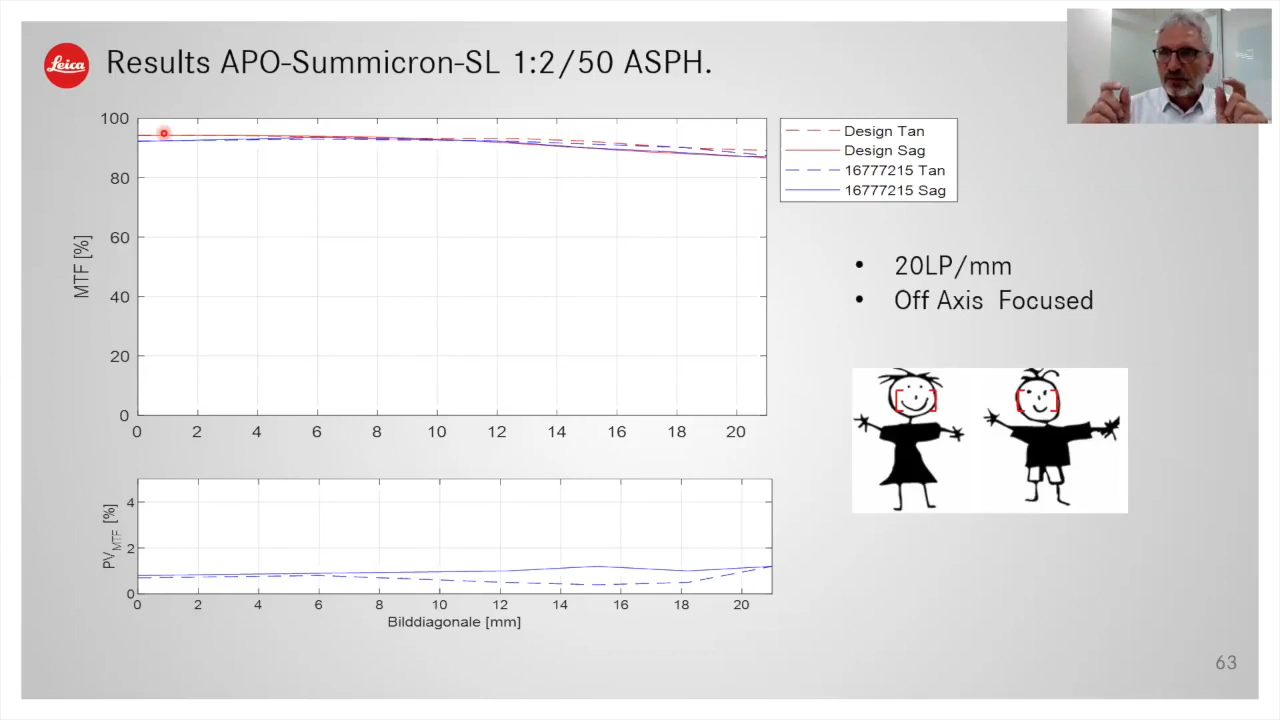 Leica
Results APO-Summicron-SL 1:2/50 ASPH.
100
80
60
40
20
0
MTF [%]
0 2 4 6 8 10 12 14 16 18 20
Design Tan
Design Sag
16777215 Tan
16777215 Sag
• 20LP/mm
• Off Axis Focused
4
2
0
PV MTF [%]
0 2 4 6 8 10 12 14 16 18 20
Bilddiagonale [mm]
63